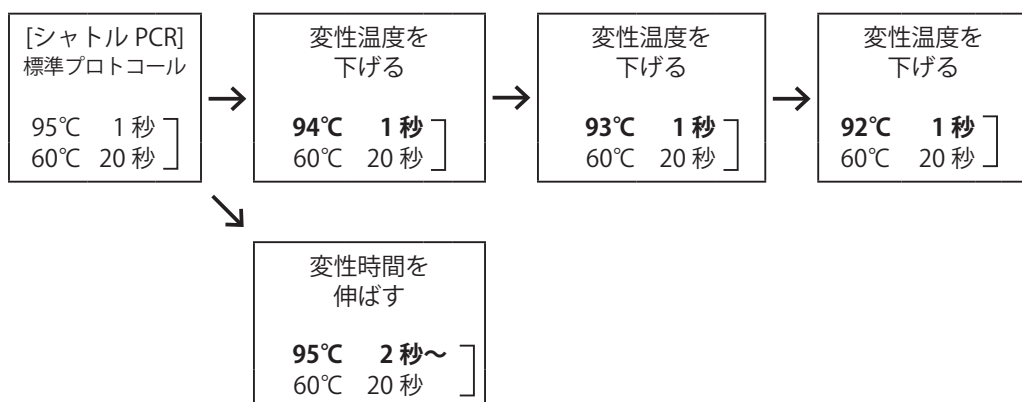 [シャトル PCR]
標準プロトコール
95℃ 1 秒
60℃ 20 秒
→
変性温度を
下げる
94℃ 1 秒
60℃ 20 秒
→
変性温度を
下げる
93℃ 1 秒
60℃ 20 秒
→
変性温度を
下げる
92℃ 1 秒
60℃ 20 秒
↘
変性時間を
伸ばす
95℃ 2 秒〜
60℃ 20 秒